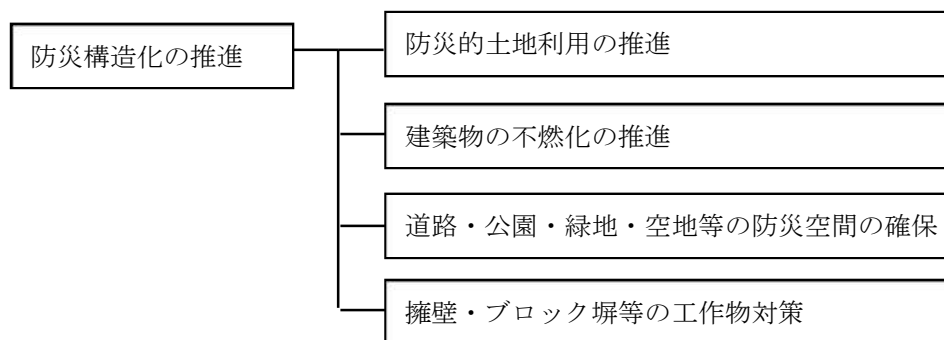 防災構造化の推進
防災的土地利用の推進
建築物の不燃化の推進
道路・公園・緑地・空地等の防災空間の確保
擁壁・ブロック塀等の工作物対策